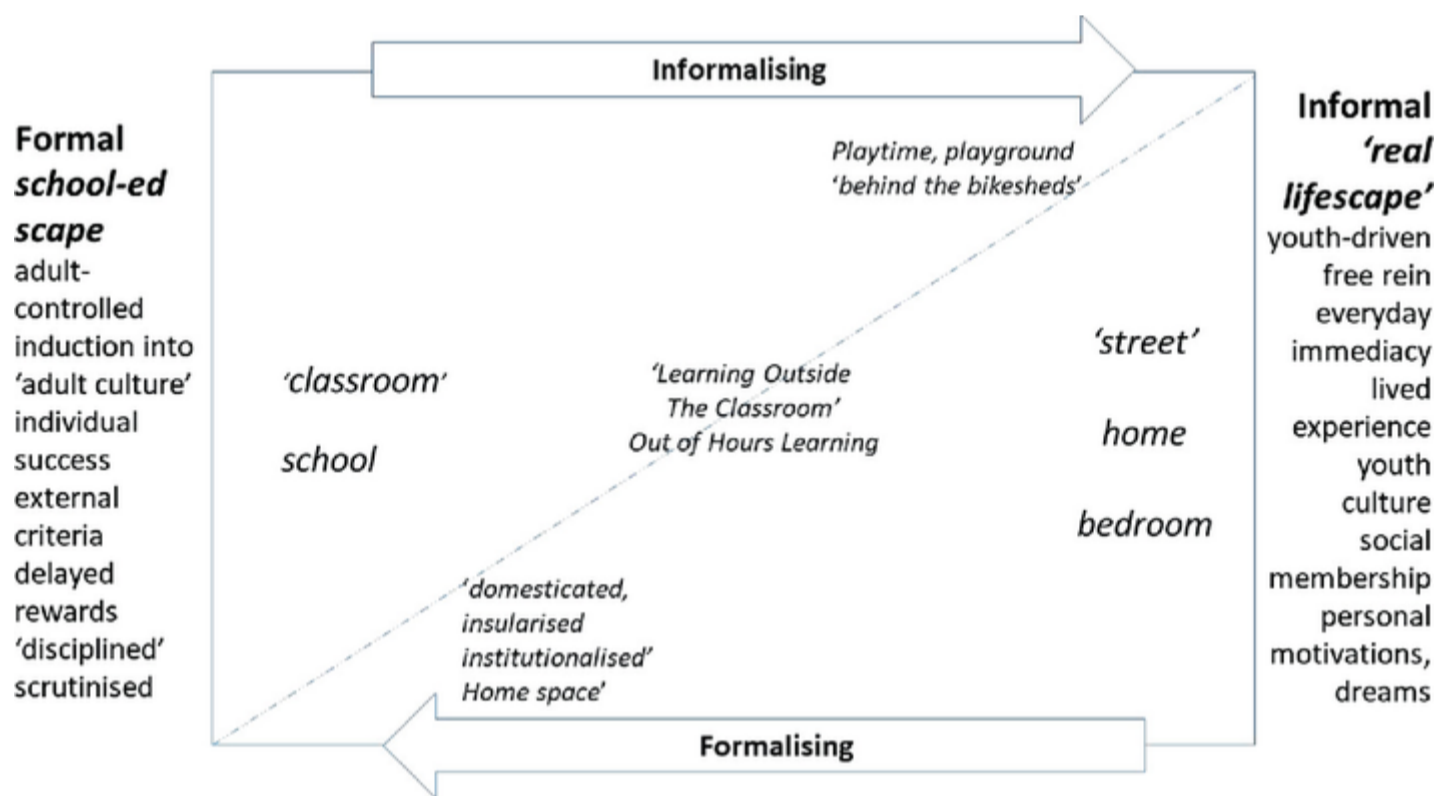 Informalising
Formal
school-ed
scape
adult-
controlled
induction into
‘adult culture’
individual
success
external
criteria
delayed
rewards
‘disciplined’
scrutinised
‘classroom’
school
Playtime, playground
‘behind the bikesheds’
‘Learning Outside
The Classroom’
Out of Hours Learning
‘domesticated,
insularised
institutionalised’
Home space’
‘street’
home
bedroom
Informal
‘real
lifescape’
youth-driven
free rein
everyday
immediacy
lived
experience
youth
culture
social
membership
personal
motivations,
dreams
Formalising